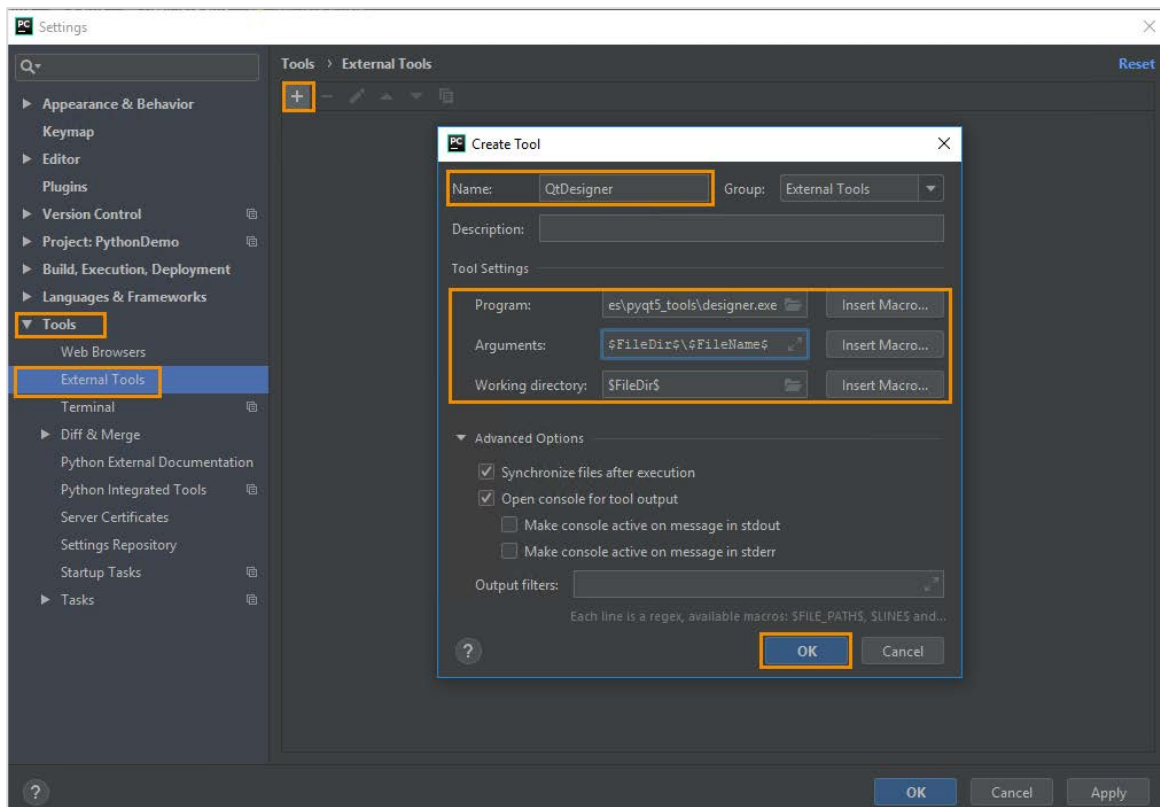 PC Settings
Tools › External Tools
Reset
Appearance & Behavior
Keymap
Editor
Plugins
Version Control
Project: PythonDemo
Build, Execution, Deployment
Languages & Frameworks
Tools
Web Browsers
External Tools
Terminal
Diff & Merge
Python External Documentation
Python Integrated Tools
Server Certificates
Settings Repository
Startup Tasks
Tasks
PC Create Tool
Name: QtDesigner Group: External Tools
Description:
Tool Settings
Program: es\pyqt5_tools\designer.exe Insert Macro...
Arguments: $FileDir$\$FileName$ Insert Macro...
Working directory: $FileDir$ Insert Macro...
Advanced Options
Synchronize files after execution
Open console for tool output
Make console active on message in stdout
Make console active on message in stderr
Output filters:
Each line is a regex, available macros: $FILE_PATH$, $LINE$ and...
? OK Cancel
? OK Cancel Apply